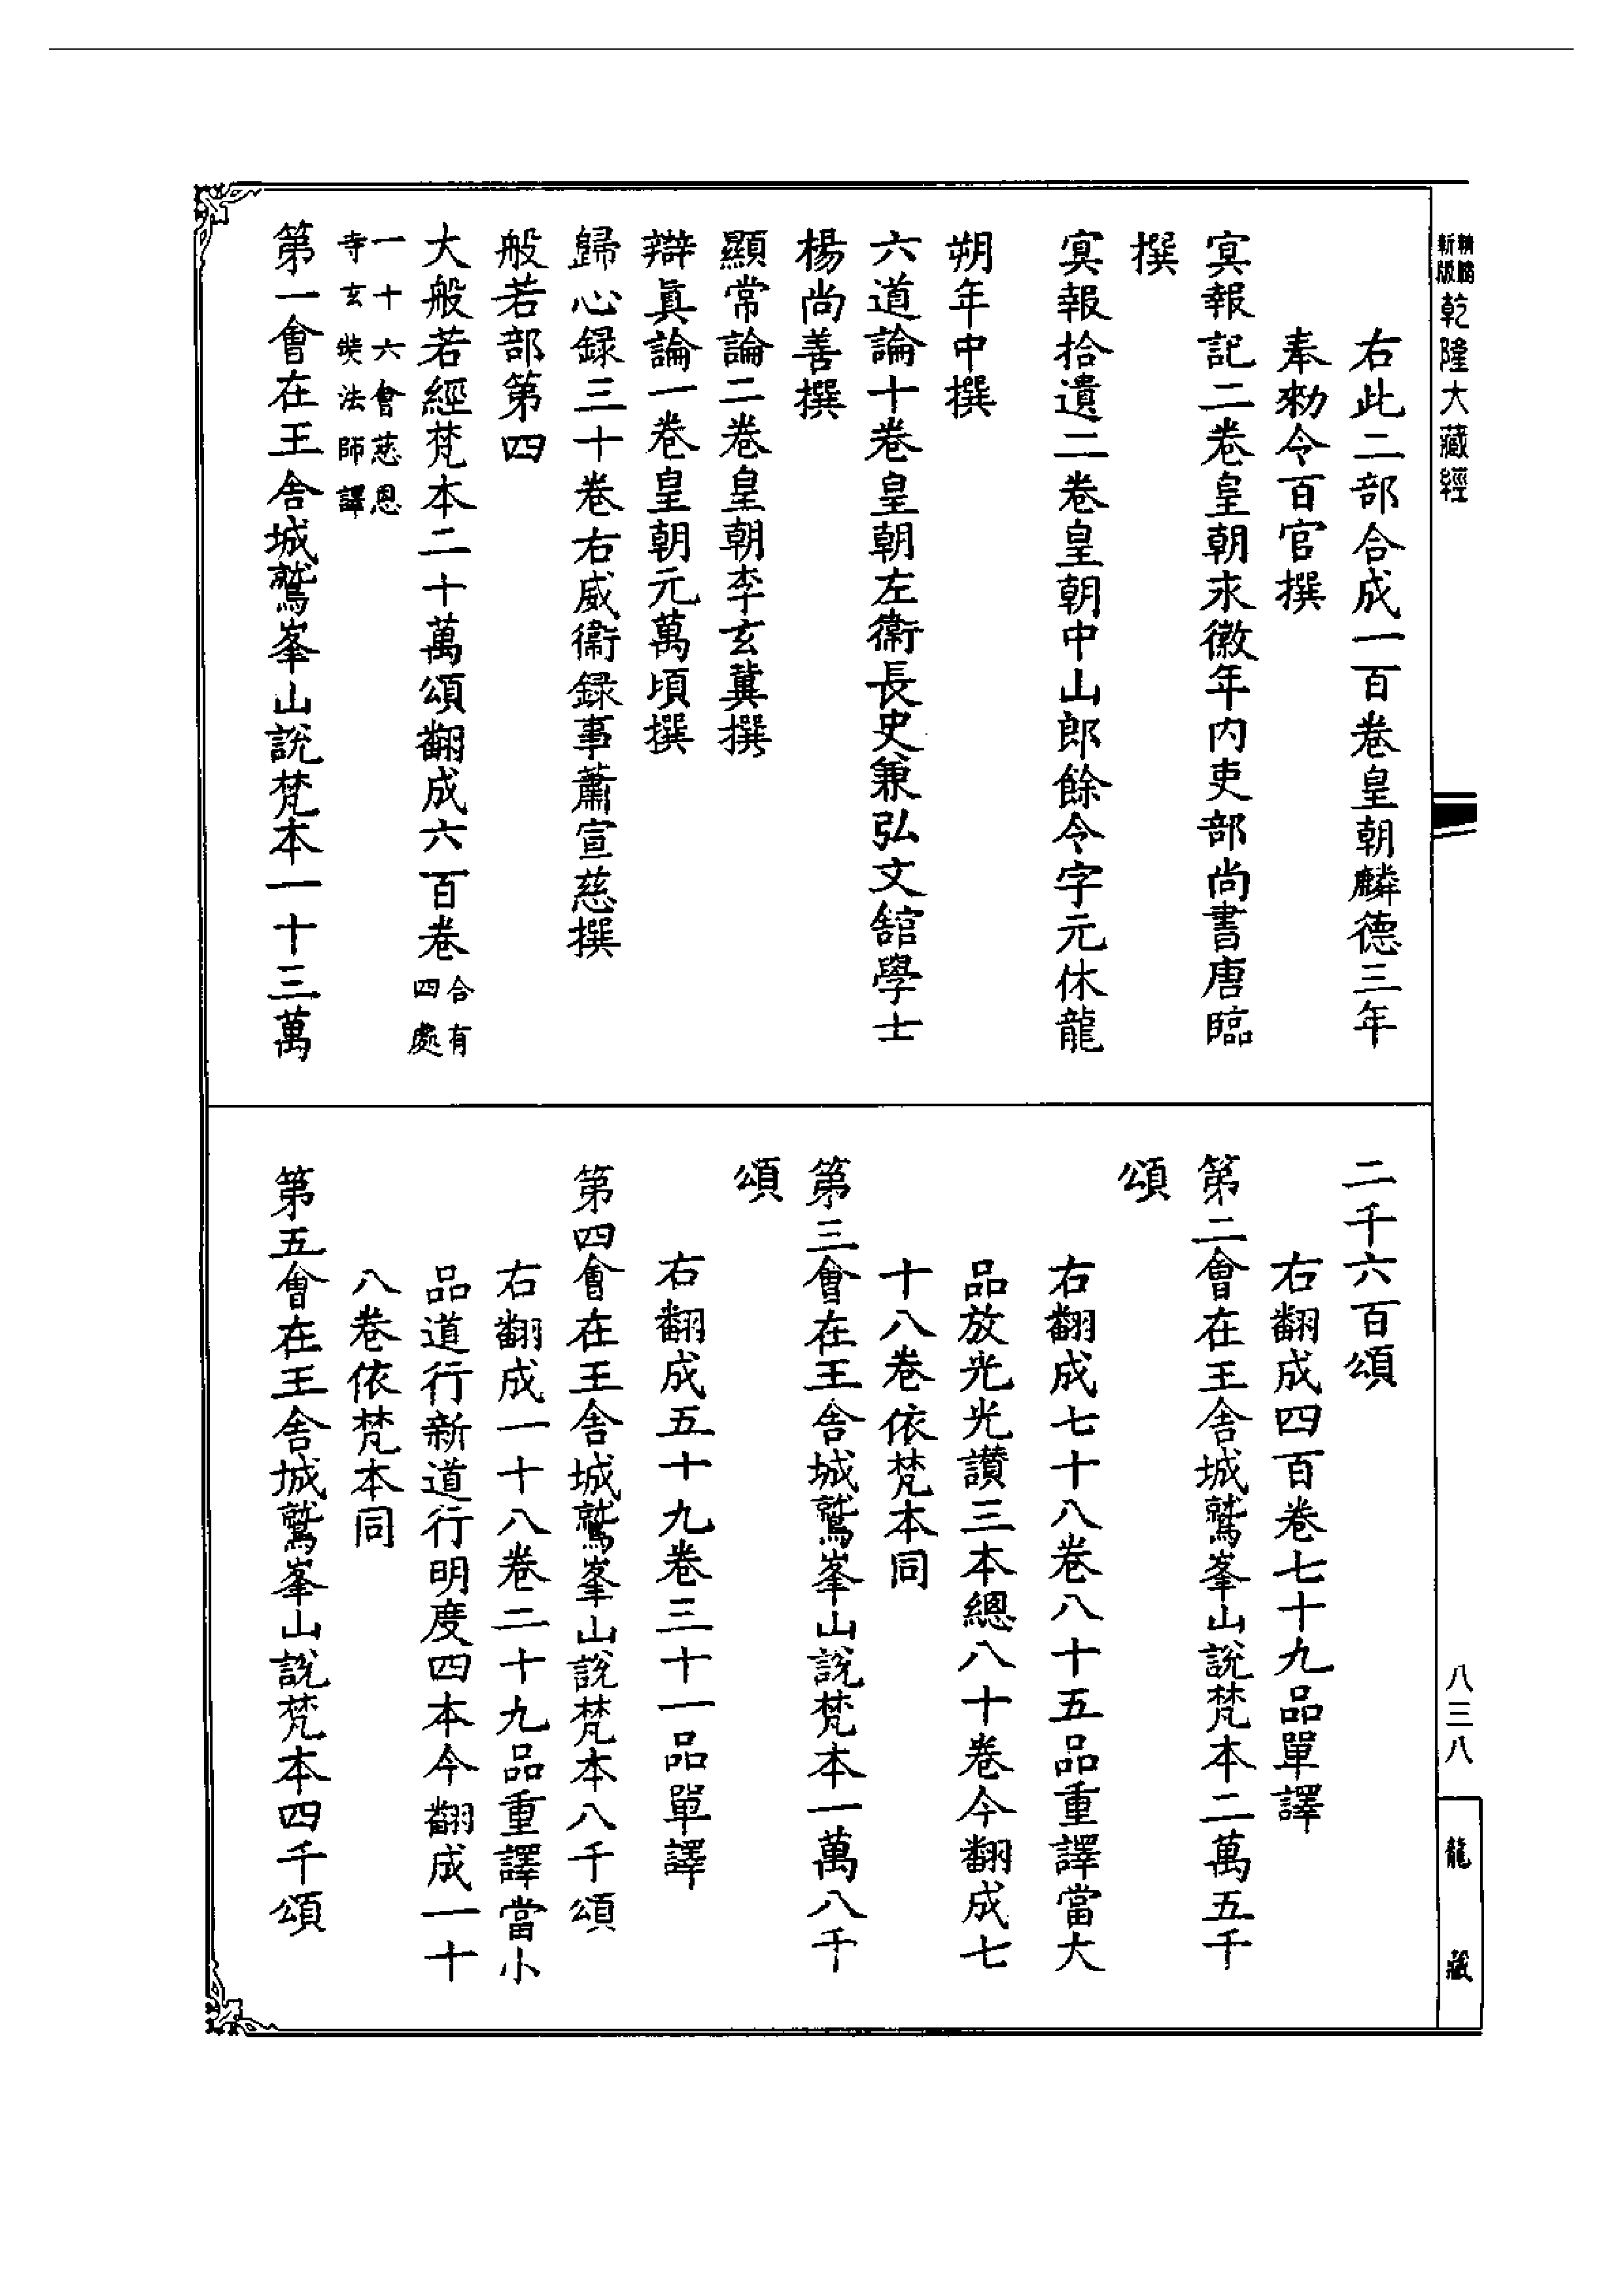 右此二部合成一百卷皇朝麟德三年
奉勑令百官撰
冥報記二卷皇朝永徽年内吏部尚書唐臨
撰
冥報拾遺二卷皇朝中山郎餘令字元休龍
朔年中撰
六道論十卷皇朝左衞長史兼弘文舘學士
楊尚善撰
顯常論二卷皇朝李玄冀撰
辯眞論一卷皇朝元萬頃撰
歸心録三十卷右威衞録事蕭宣慈撰
般若部第四
大般若經梵本二十萬頌翻成六百卷合有四處
一十六會慈恩
寺玄奘法師譯
第一會在王舍城鷲峯山說梵本一十三萬
二千六百頌
右翻成四百卷七十九品單譯
第二會在王舍城鷲峯山說梵本二萬五千
頌
右翻成七十八卷八十五品重譯當大
品放光光讃三本總八十卷今翻成七
十八卷依梵本同
第三會在王舍城鷲峯山說梵本一萬八千
頌
右翻成五十九卷三十一品單譯
第四會在王舍城鷲峯山說梵本八千頌
右翻成一十八卷二十九品重譯當小
品道行新道行明度四本今翻成一十
八卷依梵本同
第五會在王舍城鷲峯山說梵本四千頌
新版乾隆大藏經
八三八
龍藏